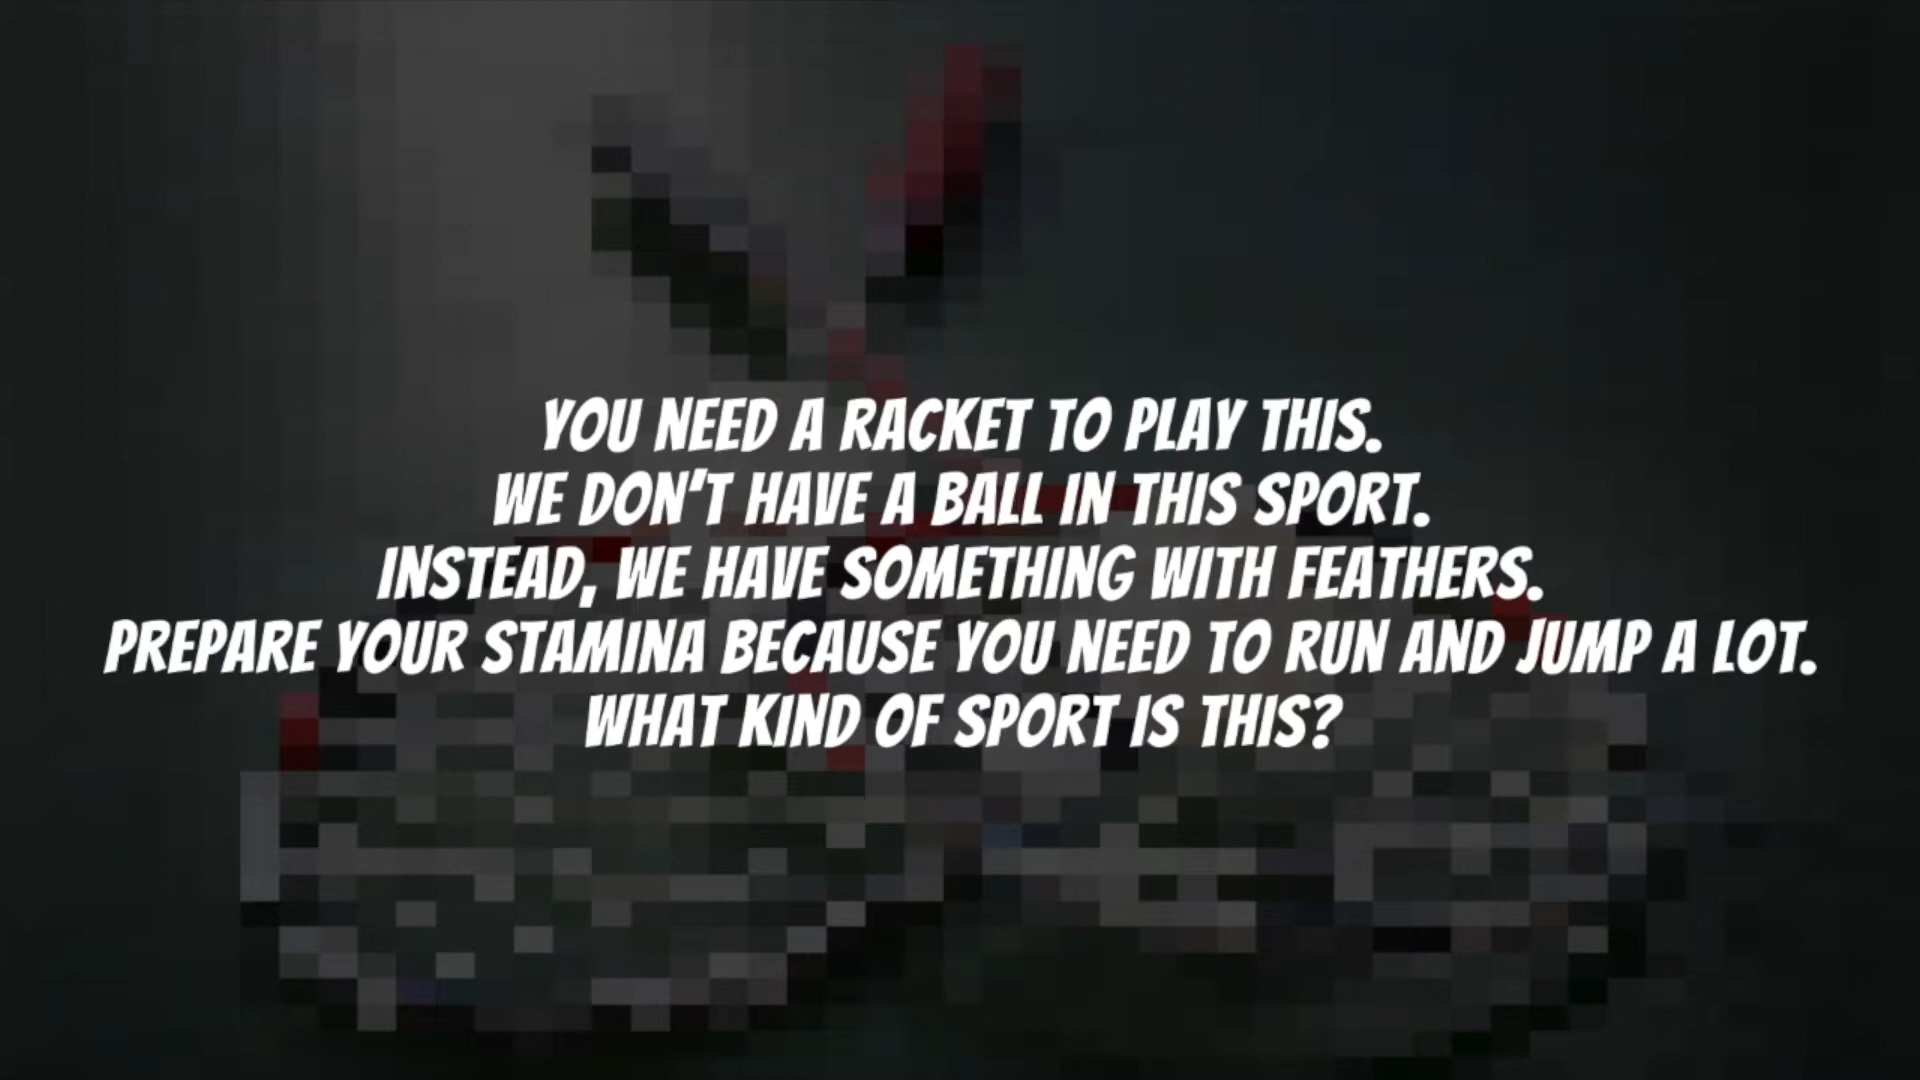 YOU NEED A RACKET TO PLAY THIS.
WE DON'T HAVE A BALL IN THIS SPORT.
INSTEAD, WE HAVE SOMETHING WITH FEATHERS.
PREPARE YOUR STAMINA BECAUSE YOU NEED TO RUN AND JUMP A LOT.
WHAT KIND OF SPORT IS THIS?